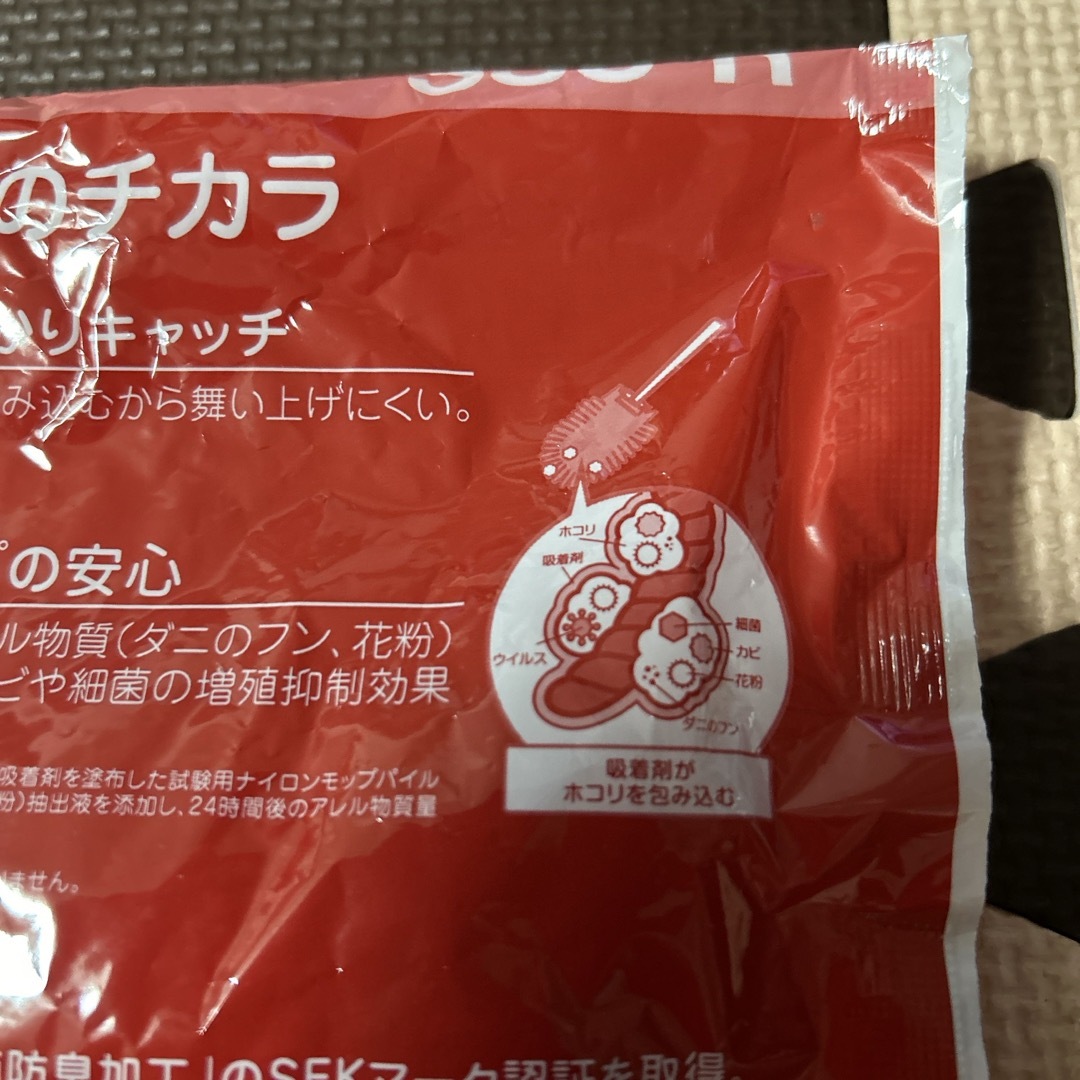 のチカラ
りキャッチ
み込むから舞い上げにくい。
ホコリ
吸着剤
ウイルス
細菌
カビ
花粉
ダニのフン
吸着剤が
ホコリを包み込む
プの安心
ル物質(ダニのフン、花粉)
ビや細菌の増殖抑制効果
吸着剤を塗布した試験用ナイロンモップパイル
粉)抽出液を添加し、24時間後のアレル物質量
りません。
防臭加工」のSEKマーク認証を取得。